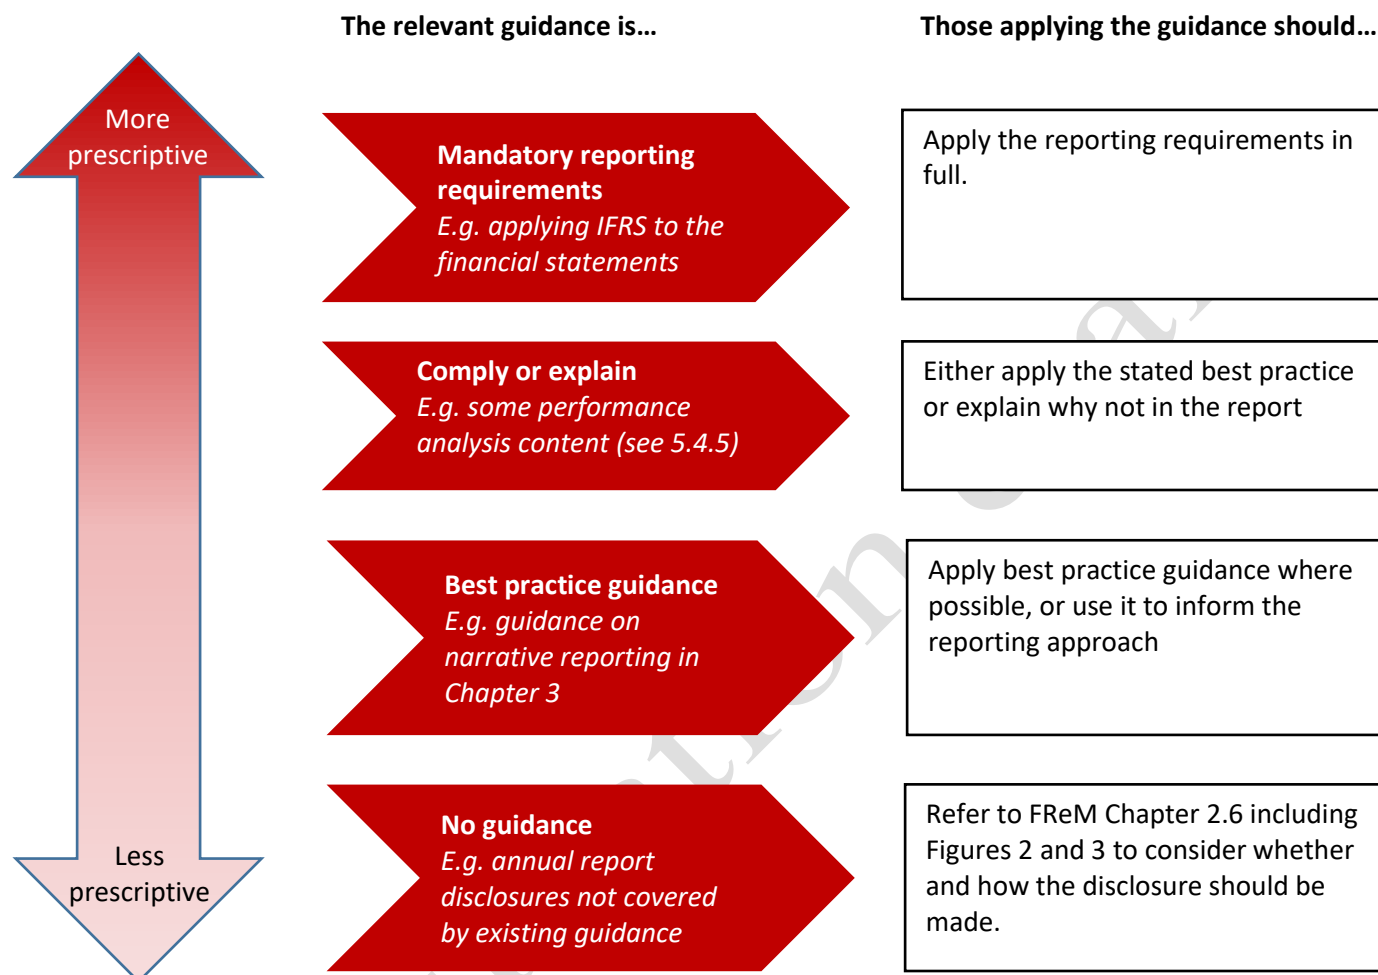 The relevant guidance is…
Those applying the guidance should…
More
prescriptive
Mandatory reporting
requirements
E.g. applying IFRS to the
financial statements
Apply the reporting requirements in
full.
Comply or explain
E.g. some performance
analysis content (see 5.4.5)
Either apply the stated best practice
or explain why not in the report
Best practice guidance
E.g. guidance on
narrative reporting in
Chapter 3
Apply best practice guidance where
possible, or use it to inform the
reporting approach
Less
prescriptive
No guidance
E.g. annual report
disclosures not covered
by existing guidance
Refer to FReM Chapter 2.6 including
Figures 2 and 3 to consider whether
and how the disclosure should be
made.